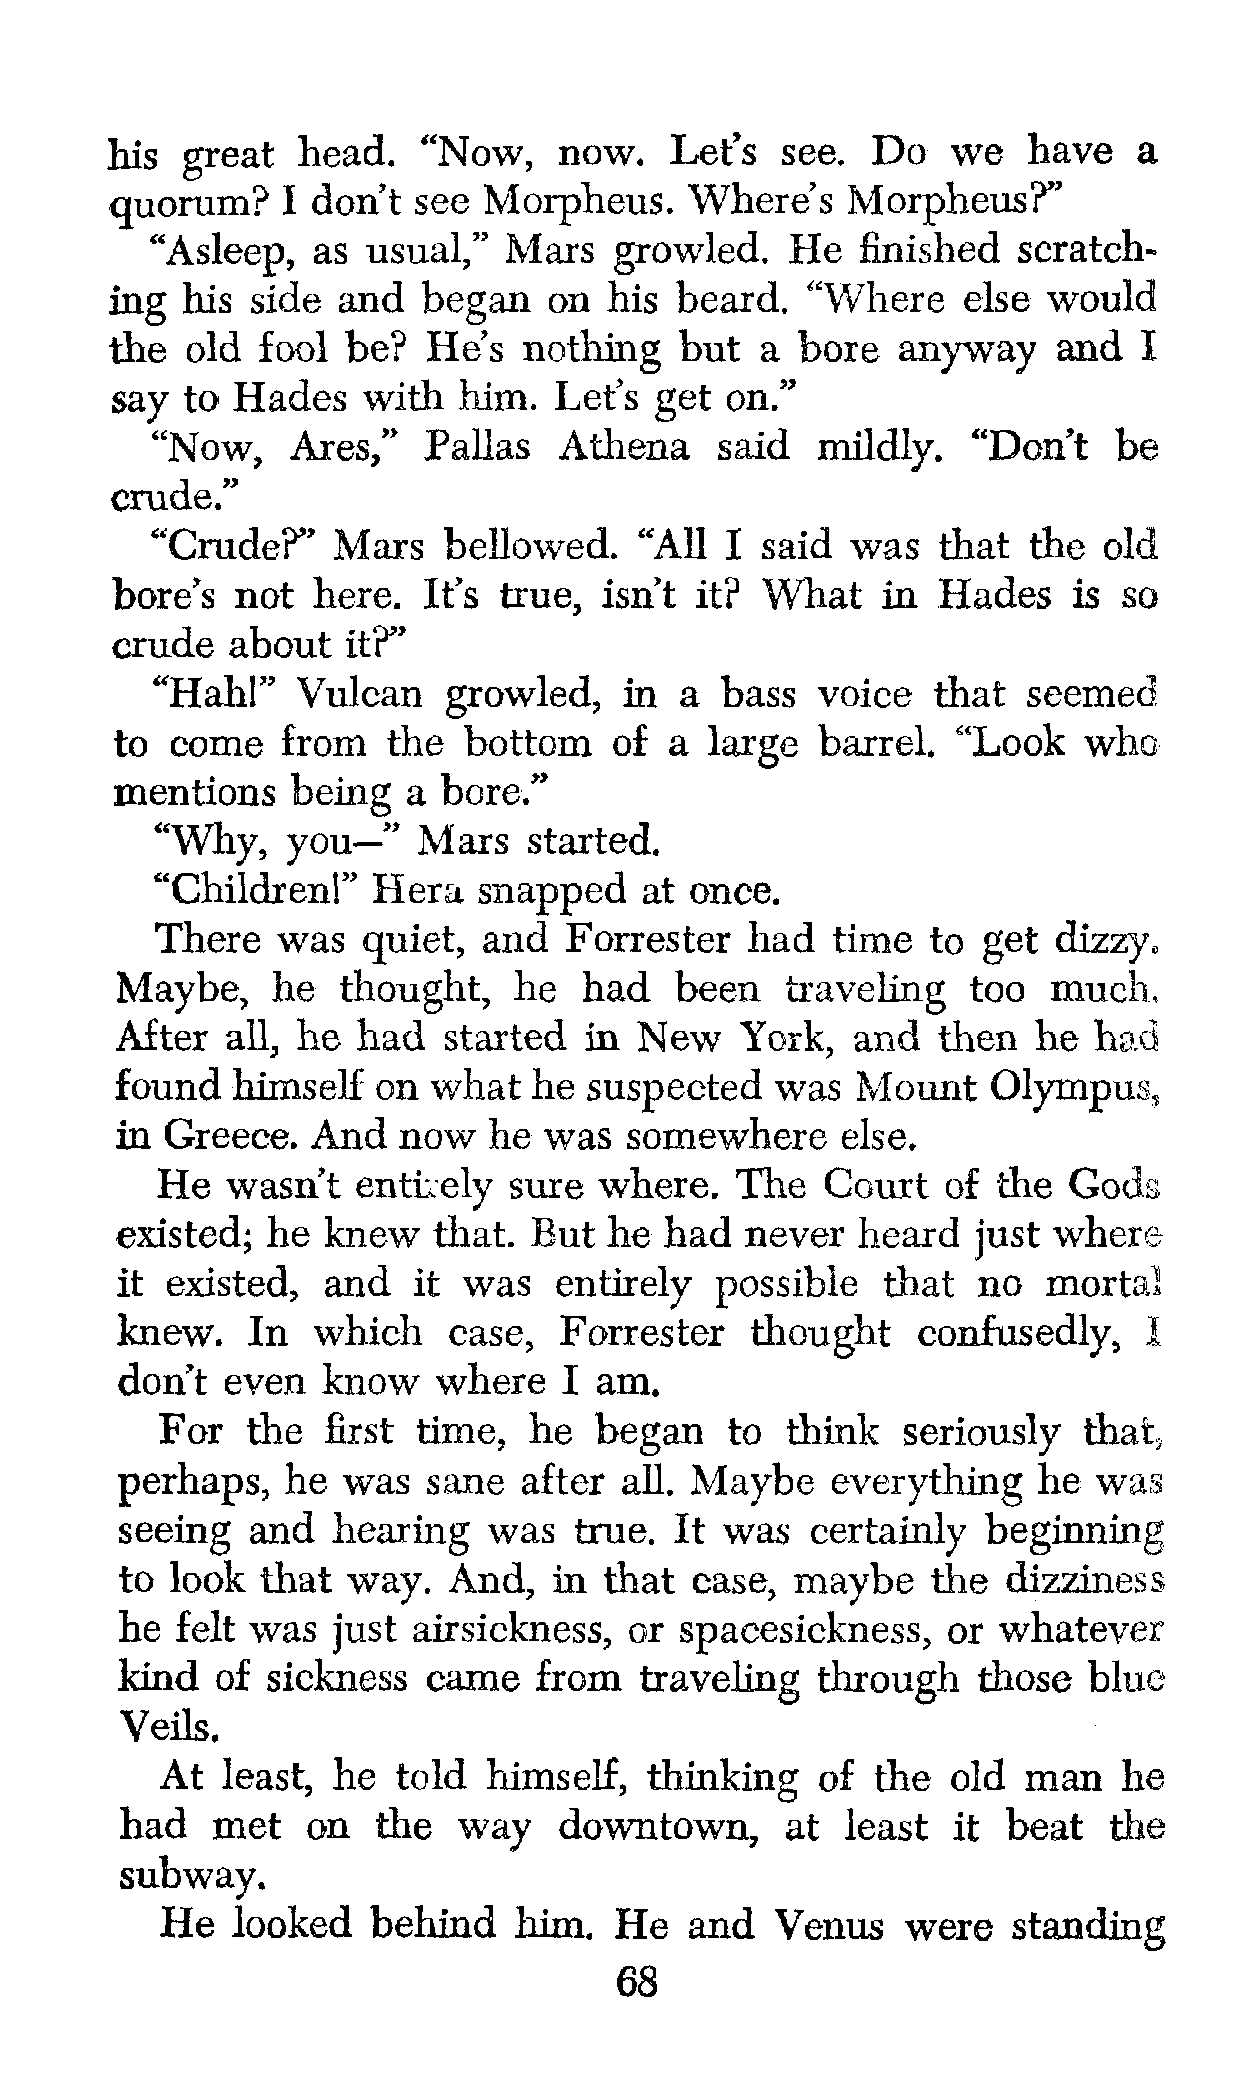 his great head. “Now, now. Let’s see. Do we have a
quorum? I don’t see Morpheus. Where’s Morpheus?”
“Asleep, as usual,” Mars growled. He finished scratch-
ing his side and began on his beard. “Where else would
the old fool be? He’s nothing but a bore anyway and I
say to Hades with him. Let’s get on.”
“Now, Ares,” Pallas Athena said mildly. “Don’t be
crude.”
“Crude?” Mars bellowed. “All I said was that the old
bore’s not here. It’s true, isn’t it? What in Hades is so
crude about it?”
“Hah!” Vulcan growled, in a bass voice that seemed
to come from the bottom of a large barrel. “Look who
mentions being a bore.”
“Why, you—” Mars started.
“Children!” Hera snapped at once.
There was quiet, and Forrester had time to get dizzy.
Maybe, he thought, he had been traveling too much.
After all, he had started in New York, and then he had
found himself on what he suspected was Mount Olympus,
in Greece. And now he was somewhere else.
He wasn’t entirely sure where. The Court of the Gods
existed; he knew that. But he had never heard just where
it existed, and it was entirely possible that no mortal
knew. In which case, Forrester thought confusedly, I
don’t even know where I am.
For the first time, he began to think seriously that,
perhaps, he was sane after all. Maybe everything he was
seeing and hearing was true. It was certainly beginning
to look that way. And, in that case, maybe the dizziness
he felt was just airsickness, or spacesickness, or whatever
kind of sickness came from traveling through those blue
Veils.
At least, he told himself, thinking of the old man he
had met on the way downtown, at least it beat the
subway.
He looked behind him. He and Venus were standing
68